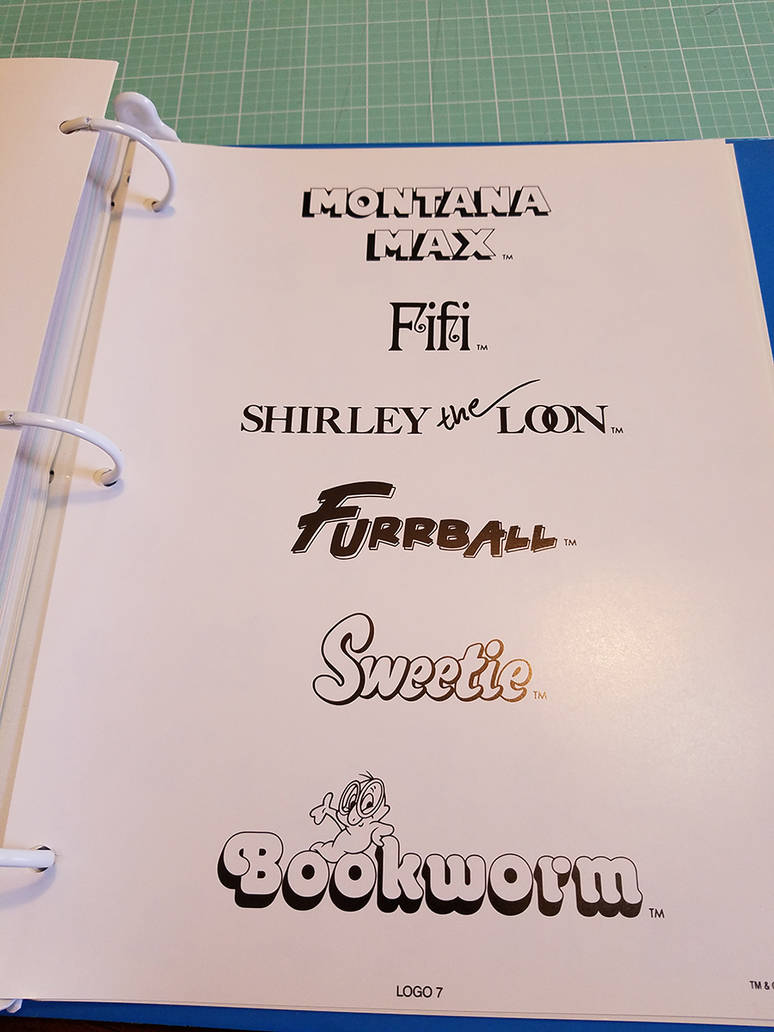 MONTANA
MAX™
Fifi™
SHIRLEY the LOON™
FURRBALL™
Sweetie™
Bookworm™
LOGO 7
TM &